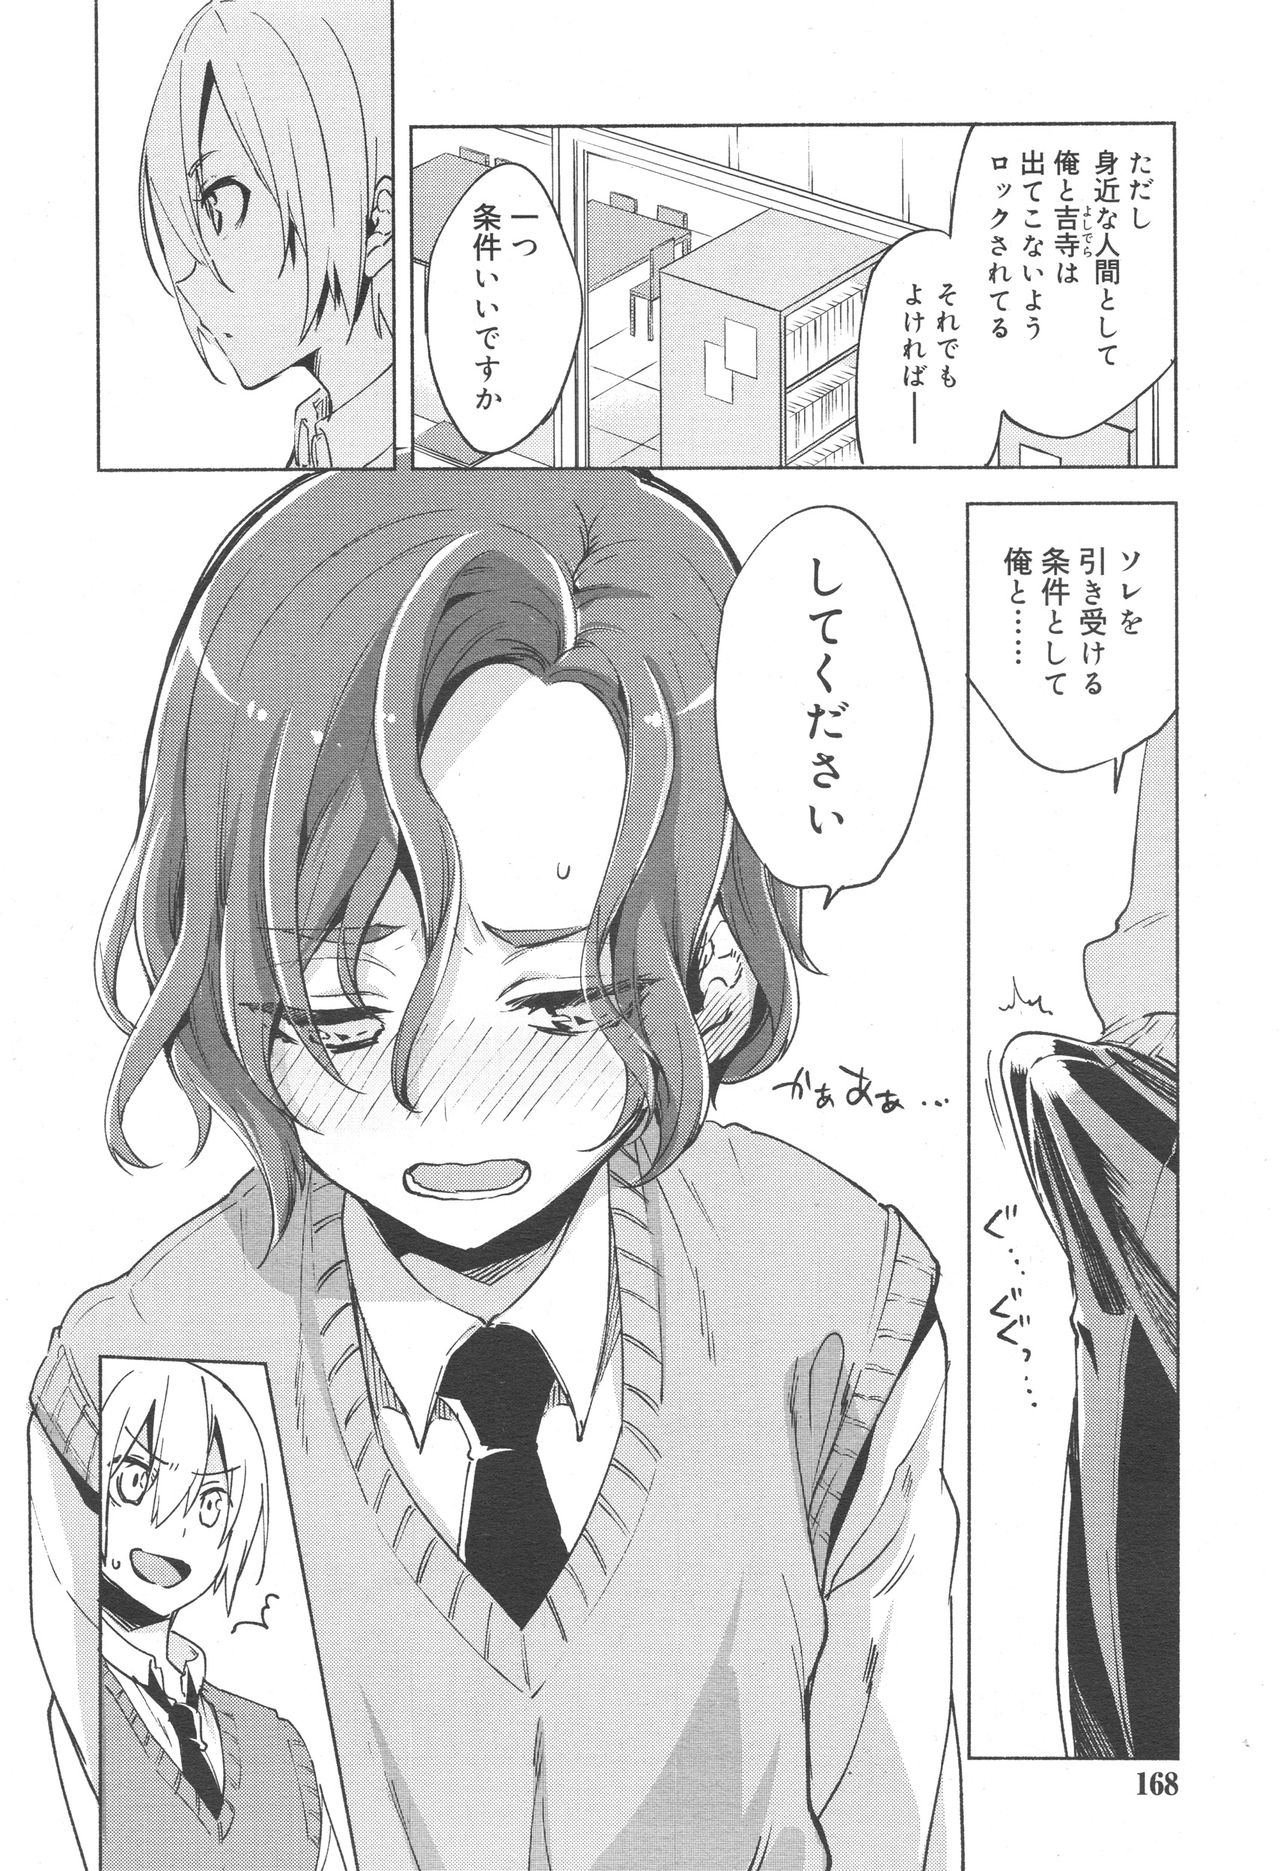 ただし
身近な人間として
俺と吉寺は
よしでら
出てこないよう
ロックされてる
それでも
よければ――
一つ
条件いいですか
ソレを
引き受ける
条件として
俺と……
してください
かぁあぁ…
ぐ…
ぐぐっ…
168